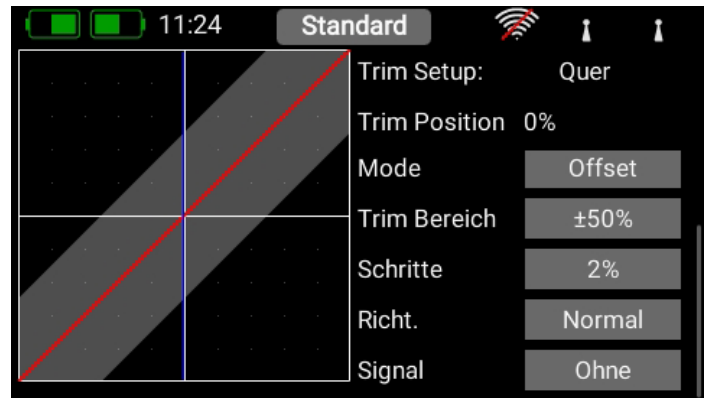 11:24 Standard
Trim Setup: Quer
Trim Position 0%
Mode Offset
Trim Bereich ±50%
Schritte 2%
Richt. Normal
Signal Ohne